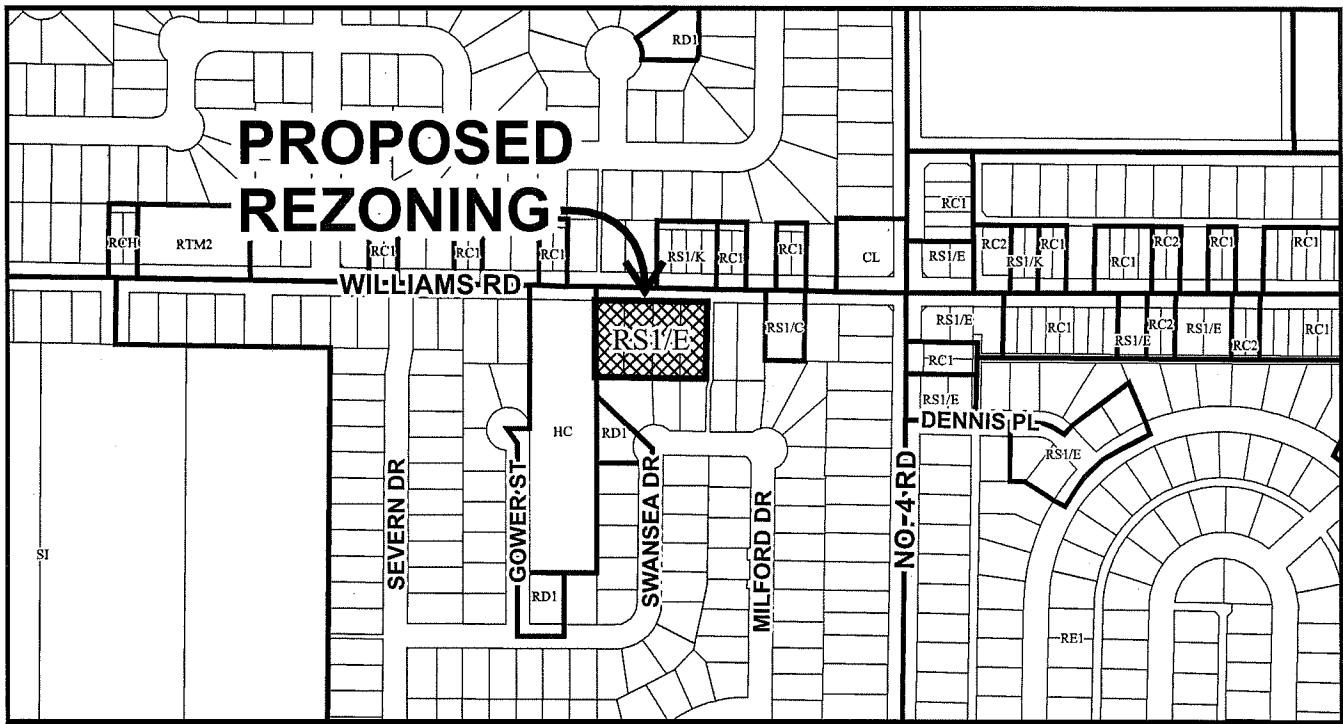 RD1
PROPOSED
REZONING
RC1
RCH
RTM2
RC1
RC1
RC1
RS1/K
RC1
RC1
CL
RS1/E
RC2
RS1/K
RC1
RC1
RC2
RC1
RC1
WILLIAMS RD
RS1/E
RS1/C
RS1/E
RC1
RS1/E
RC2
RS1/E
RC2
RC1
RC1
RS1/E
DENNIS PL
HC
RD1
RS1/E
SI
SEVERN DR
GOWER ST
SWANSEA DR
MILFORD DR
NO. 4 RD
RD1
RE1